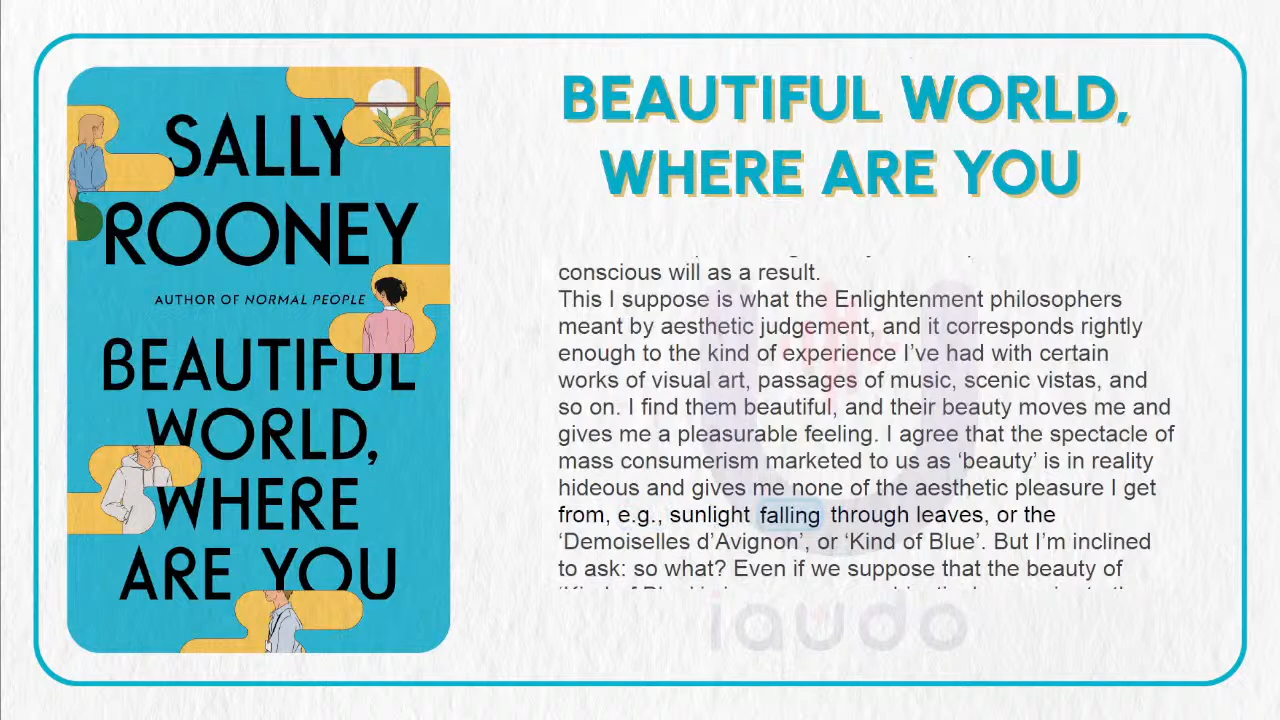 SALLY
ROONEY
AUTHOR OF NORMAL PEOPLE
BEAUTIFUL
WORLD,
WHERE
ARE YOU
BEAUTIFUL WORLD,
WHERE ARE YOU
conscious will as a result.
This I suppose is what the Enlightenment philosophers
meant by aesthetic judgement, and it corresponds rightly
enough to the kind of experience I’ve had with certain
works of visual art, passages of music, scenic vistas, and
so on. I find them beautiful, and their beauty moves me and
gives me a pleasurable feeling. I agree that the spectacle of
mass consumerism marketed to us as ‘beauty’ is in reality
hideous and gives me none of the aesthetic pleasure I get
from, e.g., sunlight falling through leaves, or the
‘Demoiselles d’Avignon’, or ‘Kind of Blue’. But I’m inclined
to ask: so what? Even if we suppose that the beauty of
iaudo